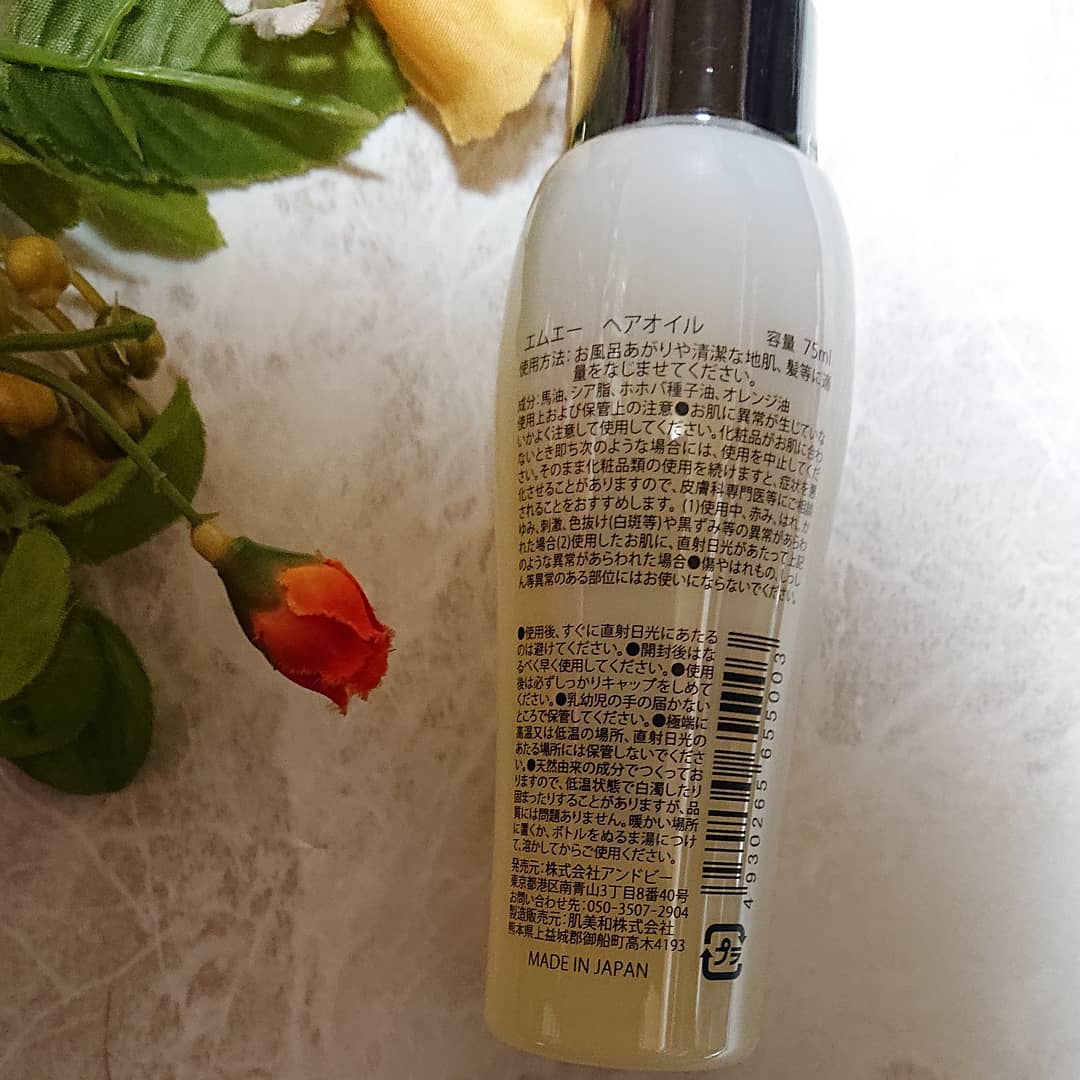 エムエー ヘアオイル 容量 75ml
使用方法：お風呂あがりや清潔な地肌、髪等に適
量をなじませてください。
成分：馬油、シア脂、ホホバ種子油、オレンジ油
使用上および保管上の注意●お肌に異常が生じていな
いかよく注意して使用してください。化粧品がお肌に合わ
ないとき即ち次のような場合には、使用を中止してくだ
さい。そのまま化粧品類の使用を続けますと、症状を悪
化させることがありますので、皮膚科専門医等にご相談
されることをおすすめします。(1)使用中、赤み、はれ、か
ゆみ、刺激、色抜け(白斑等)や黒ずみ等の異常があらわ
れた場合(2)使用したお肌に、直射日光があたって上記
のような異常があらわれた場合●傷やはれもの、しっし
ん等異常のある部位にはお使いにならないでください。
●使用後、すぐに直射日光にあたる
のは避けてください。●開封後はな
るべく早く使用してください。●使用
後は必ずしっかりキャップをしめて
ください。●乳幼児の手の届かない
ところで保管してください。●極端に
高温又は低温の場所、直射日光の
あたる場所には保管しないでくださ
い。●天然由来の成分でつくってお
りますので、低温状態で白濁したり
固まったりすることがありますが、品
質には問題ありません。暖かい場所
に置くか、ボトルをぬるま湯につけ
て、溶かしてからご使用ください。
発売元：株式会社アンドビー
東京都港区南青山3丁目8番40号
お問い合わせ先：050-3507-2904
製造販売元：肌美和株式会社
熊本県上益城郡御船町高木4193
MADE IN JAPAN
4930265655003
プラ